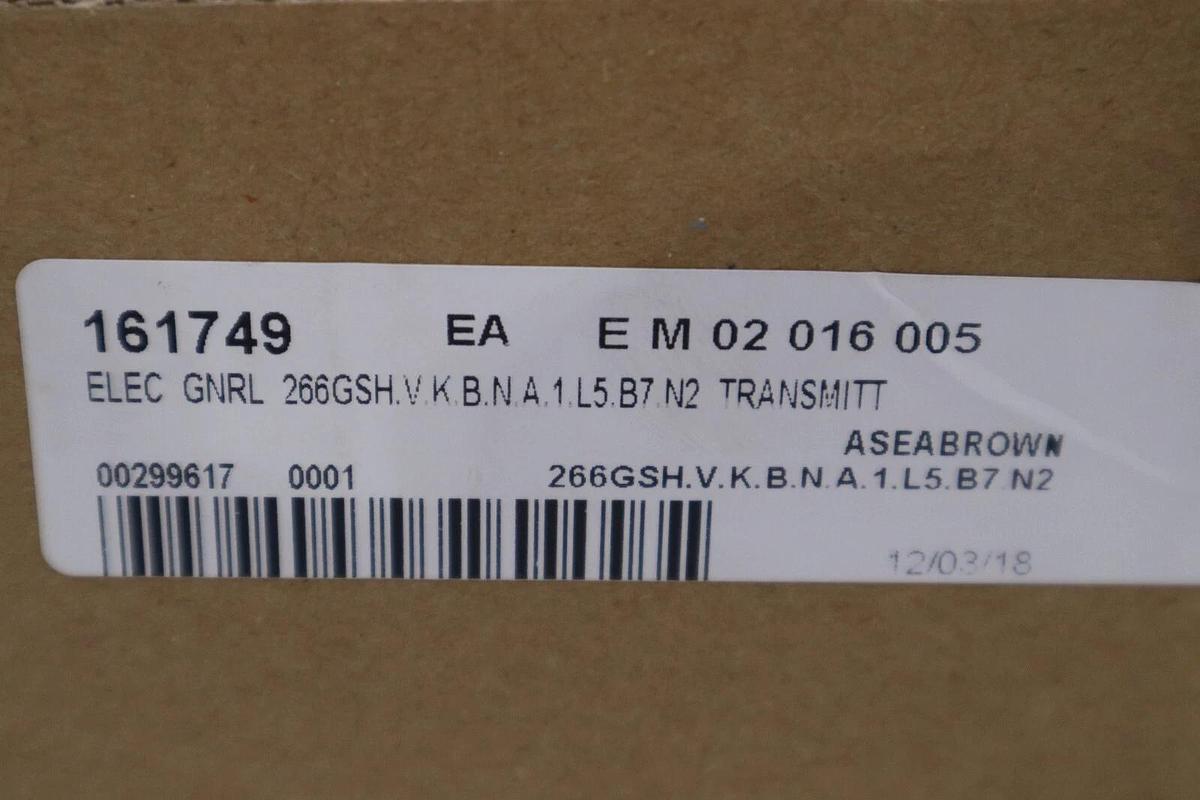 161749 EA E M 02 016 005
ELEC GNRL 266GSH.V.K.B.N.A.1.L5.B7.N2 TRANSMITT
ASEABROWN
00299617 0001 266GSH.V.K.B.N.A.1.L5.B7.N2
12/03/18